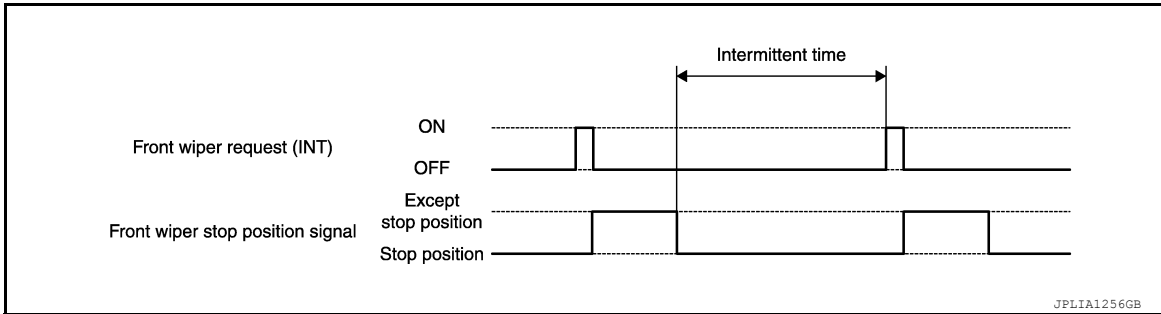 Intermittent time
ON
Front wiper request (INT)
OFF
Except
stop position
Front wiper stop position signal
Stop position
JPLIA1256GB